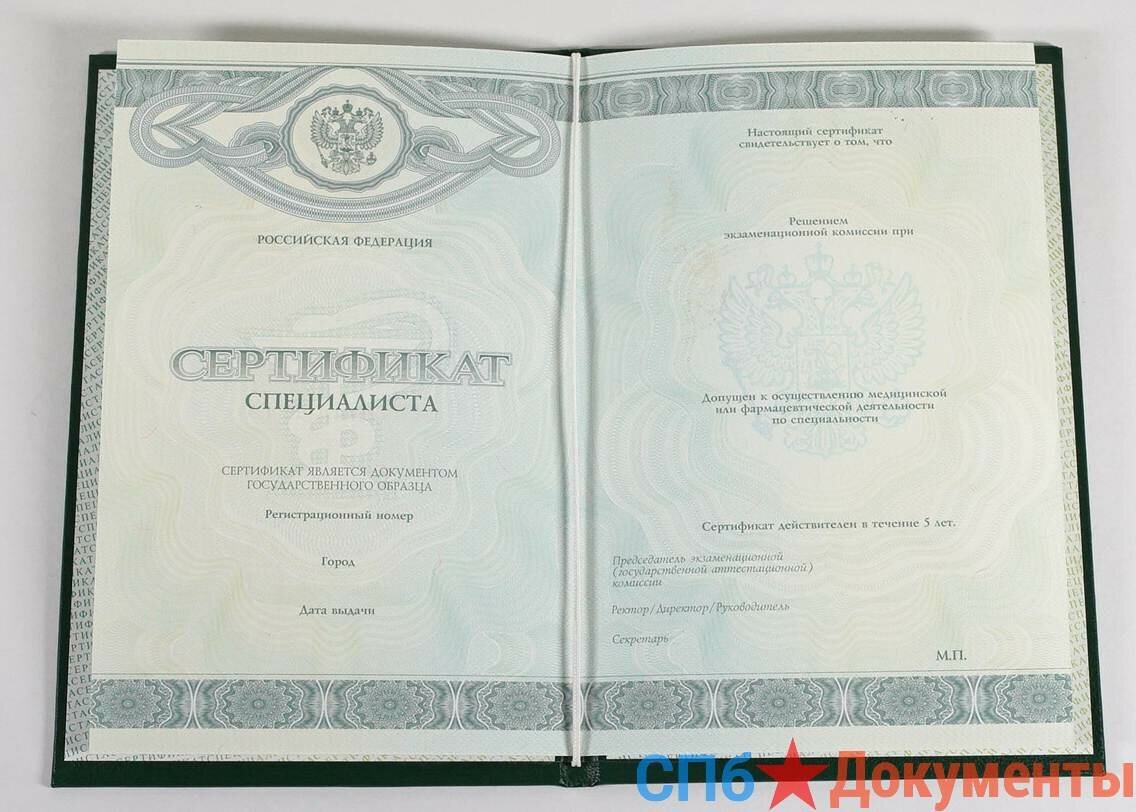 РОССИЙСКАЯ ФЕДЕРАЦИЯ
СЕРТИФИКАТ
СПЕЦИАЛИСТА
СЕРТИФИКАТ ЯВЛЯЕТСЯ ДОКУМЕНТОМ
ГОСУДАРСТВЕННОГО ОБРАЗЦА
Регистрационный номер
Город
Дата выдачи
Настоящий сертификат
свидетельствует о том, что
Решением
экзаменационной комиссии при
Допущен к осуществлению медицинской
или фармацевтической деятельности
по специальности
Сертификат действителен в течение 5 лет.
Председатель экзаменационной
(государственной аттестационной)
комиссии
Ректор/Директор/Руководитель
Секретарь
М.П.
СПб Документы